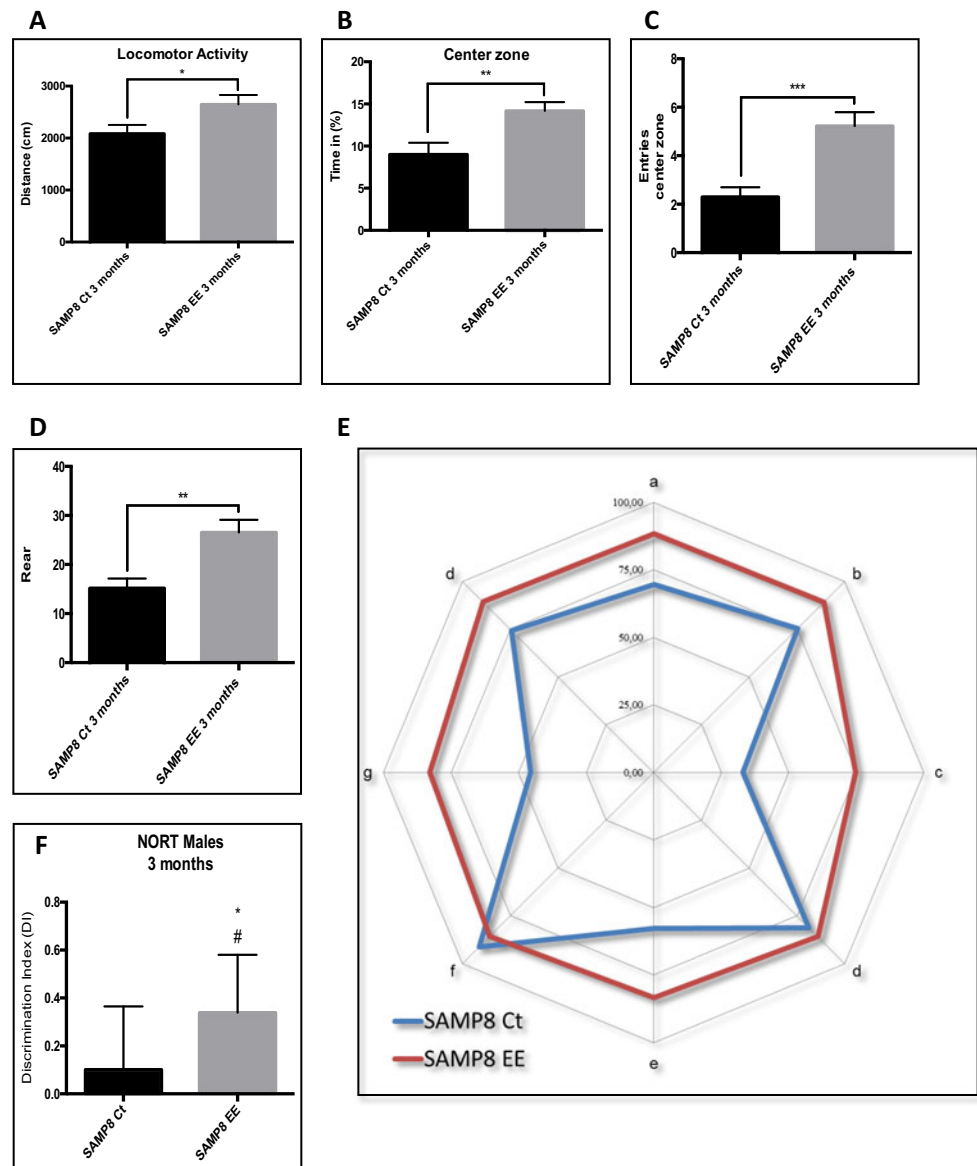 A
Locomotor Activity
*
Distance (cm)
3000
2000
1000
0
SAMP8 Ct 3 months
SAMP8 EE 3 months
B
Center zone
**
Time in (%)
20
15
10
5
0
SAMP8 Ct 3 months
SAMP8 EE 3 months
C
***
Entries
center zone
8
6
4
2
0
SAMP8 Ct 3 months
SAMP8 EE 3 months
D
**
Rear
40
30
20
10
0
SAMP8 Ct 3 months
SAMP8 EE 3 months
E
a
100,00
75,00
50,00
25,00
0,00
b
c
d
e
f
g
d
SAMP8 Ct
SAMP8 EE
F
NORT Males
3 months
*
#
Discrimination Index (DI)
0.8
0.6
0.4
0.2
0.0
SAMP8 Ct
SAMP8 EE